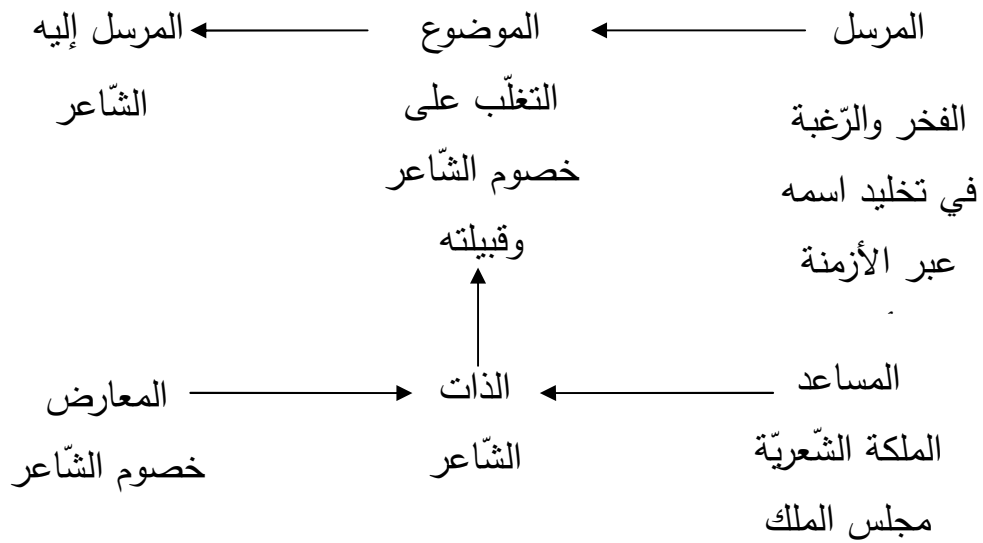 المرسل
الفخر والرّغبة
في تخليد اسمه
عبر الأزمنة
الموضوع
التغلّب على
خصوم الشّاعر
وقبيلته
المرسل إليه
الشّاعر
المساعد
الملكة الشّعريّة
مجلس الملك
الذات
الشّاعر
المعارض
خصوم الشّاعر